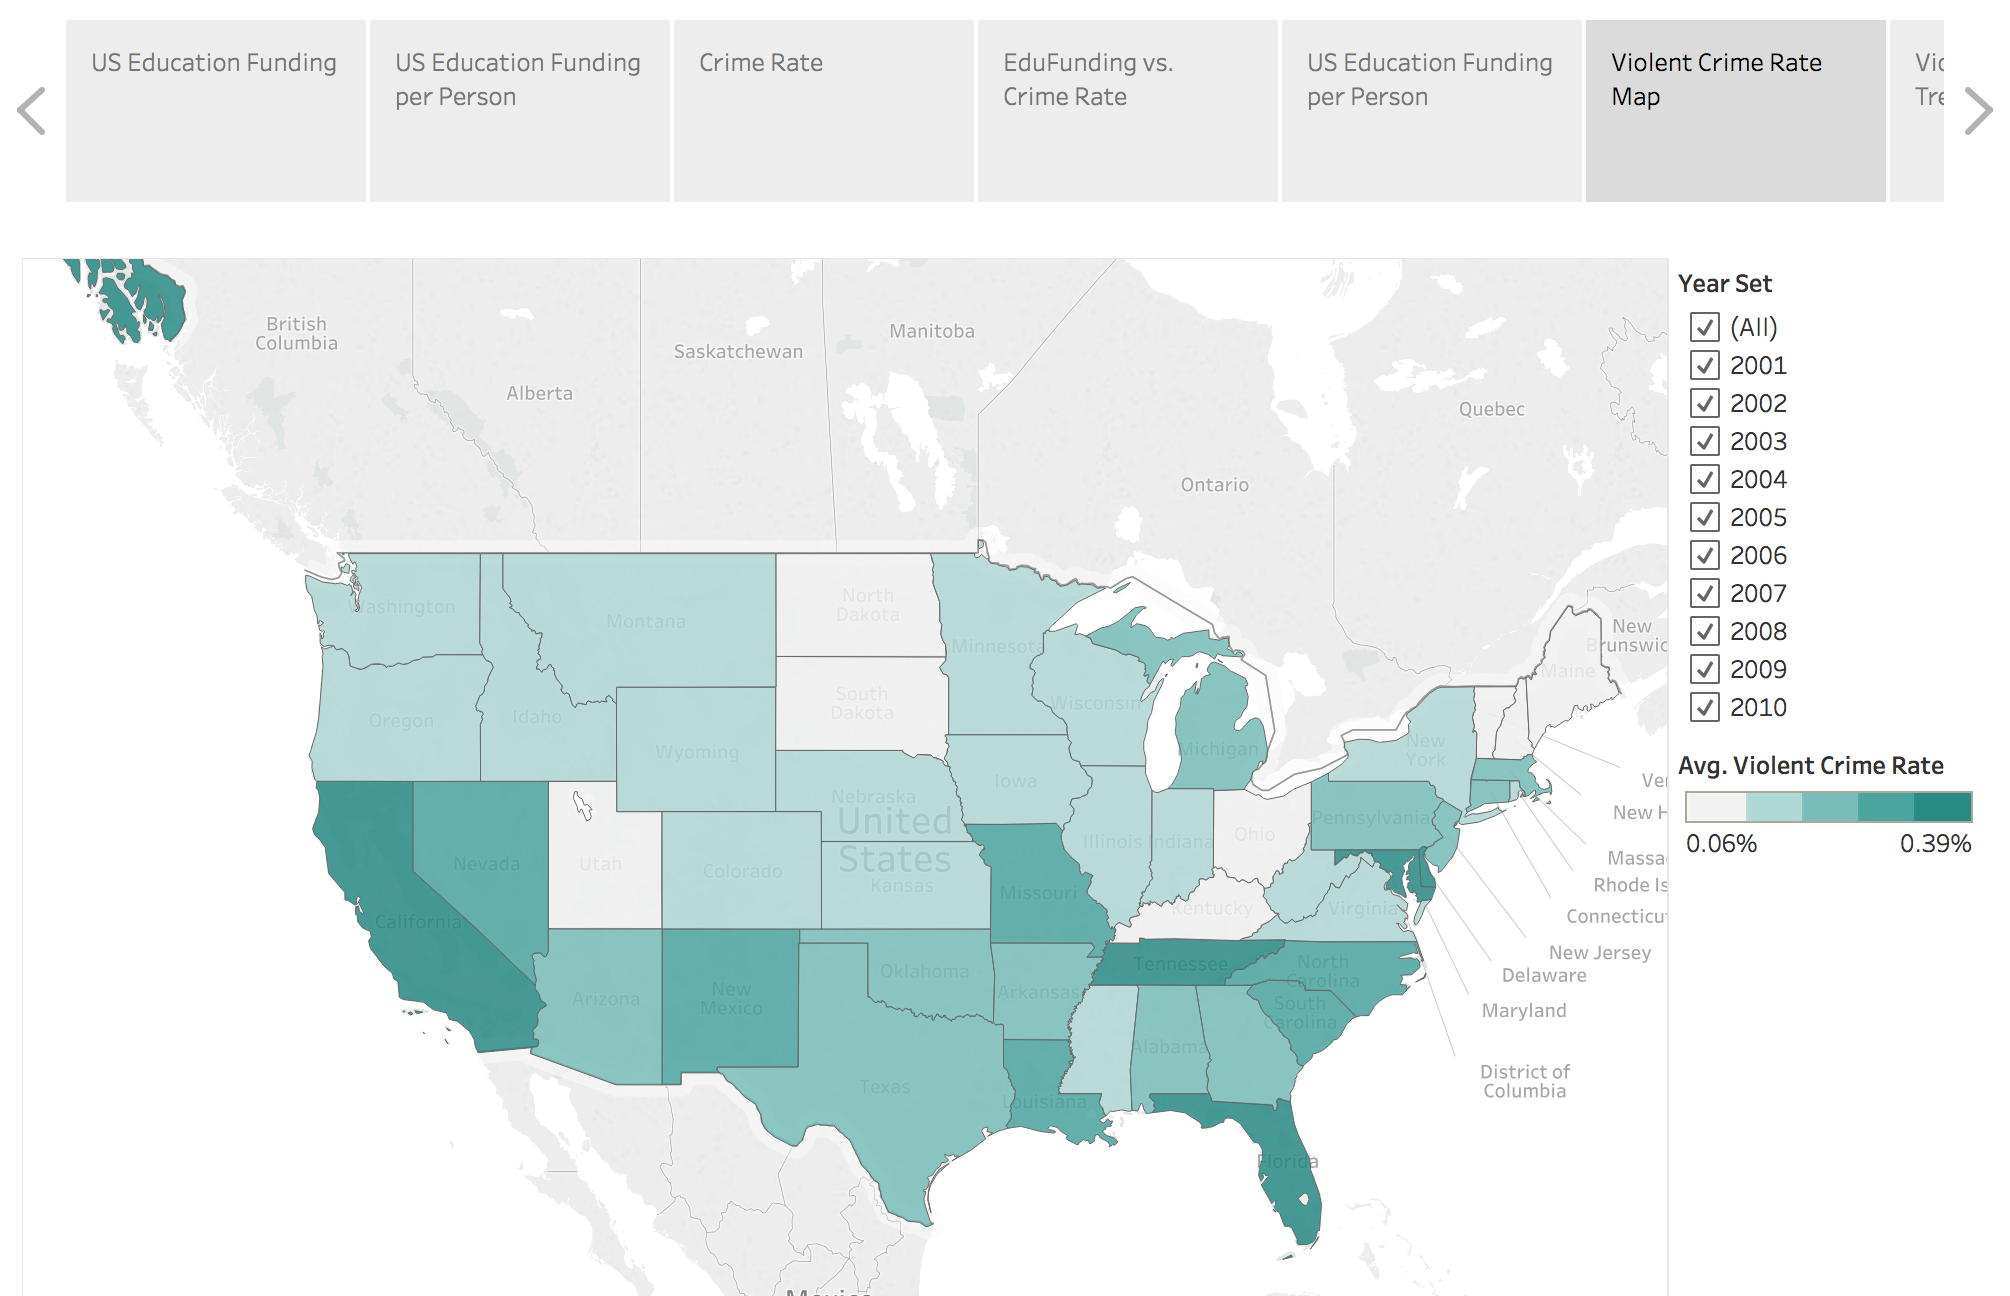 US Education Funding
US Education Funding
per Person
Crime Rate
EduFunding vs.
Crime Rate
US Education Funding
per Person
Violent Crime Rate
Map
British
Columbia
Alberta
Saskatchewan
Manitoba
Ontario
Quebec
New
Brunswic
Washington
Montana
North
Dakota
Minnesota
Maine
Oregon
Idaho
South
Dakota
Wisconsin
Wyoming
Michigan
New
York
Iowa
Nebraska
United
States
Illinois
Indiana
Ohio
Pennsylvania
Nevada
Utah
Colorado
Kansas
Missouri
Kentucky
Virginia
California
Tennessee
North
Carolina
Oklahoma
Arkansas
Arizona
New
Mexico
South
Carolina
Alabama
Texas
Louisiana
Florida
Mexico
Ver
New H
Massa
Rhode Is
Connecticut
New Jersey
Delaware
Maryland
District of
Columbia
Year Set
(All)
2001
2002
2003
2004
2005
2006
2007
2008
2009
2010
Avg. Violent Crime Rate
0.06%
0.39%